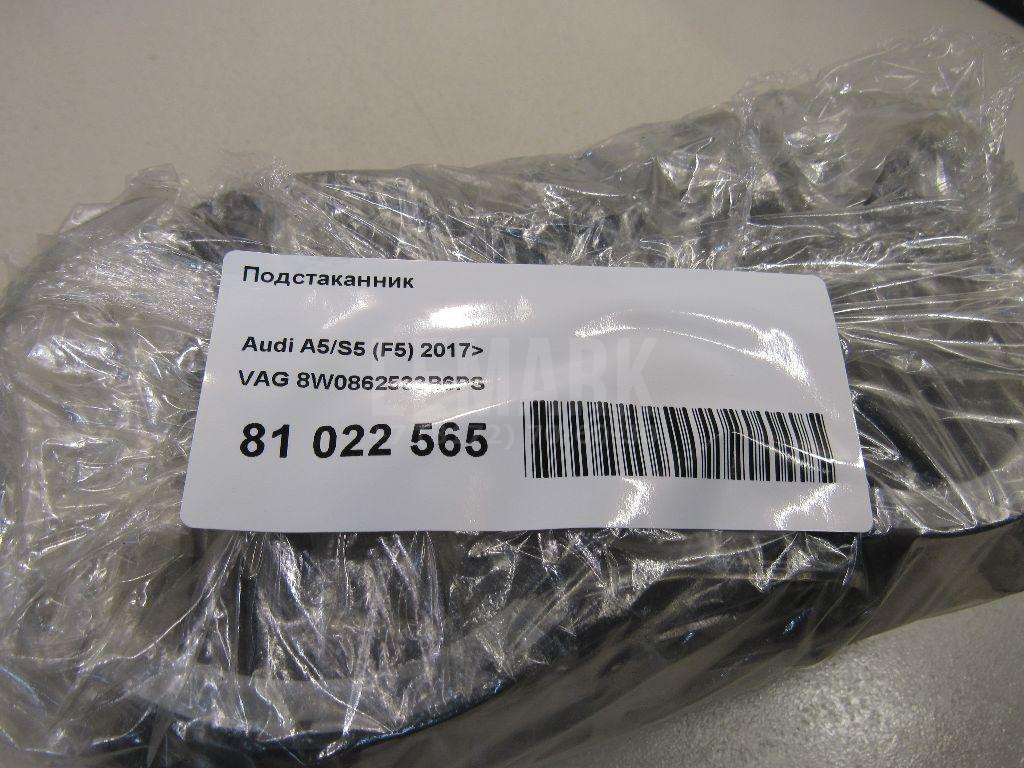 Подстаканник
Audi A5/S5 (F5) 2017>
VAG
81 022 565